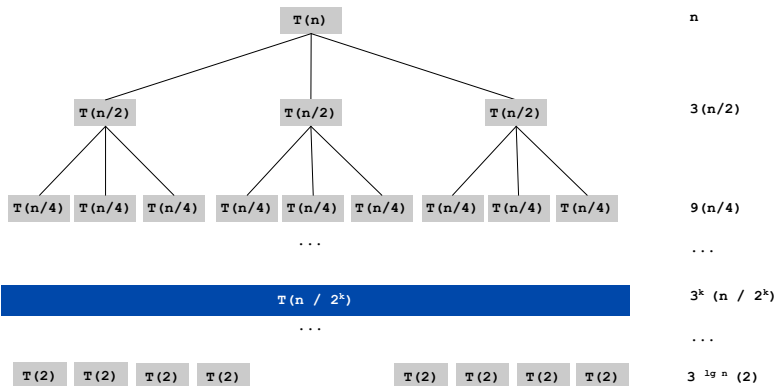 T(n) n
T(n/2) T(n/2) T(n/2) 3(n/2)
T(n/4) T(n/4) T(n/4) T(n/4) T(n/4) T(n/4) T(n/4) T(n/4) T(n/4) 9(n/4)
... ...
T(n / 2ᵏ) 3ᵏ (n / 2ᵏ)
... ...
T(2) T(2) T(2) T(2) T(2) T(2) T(2) T(2) 3 ˡᵍ ⁿ (2)